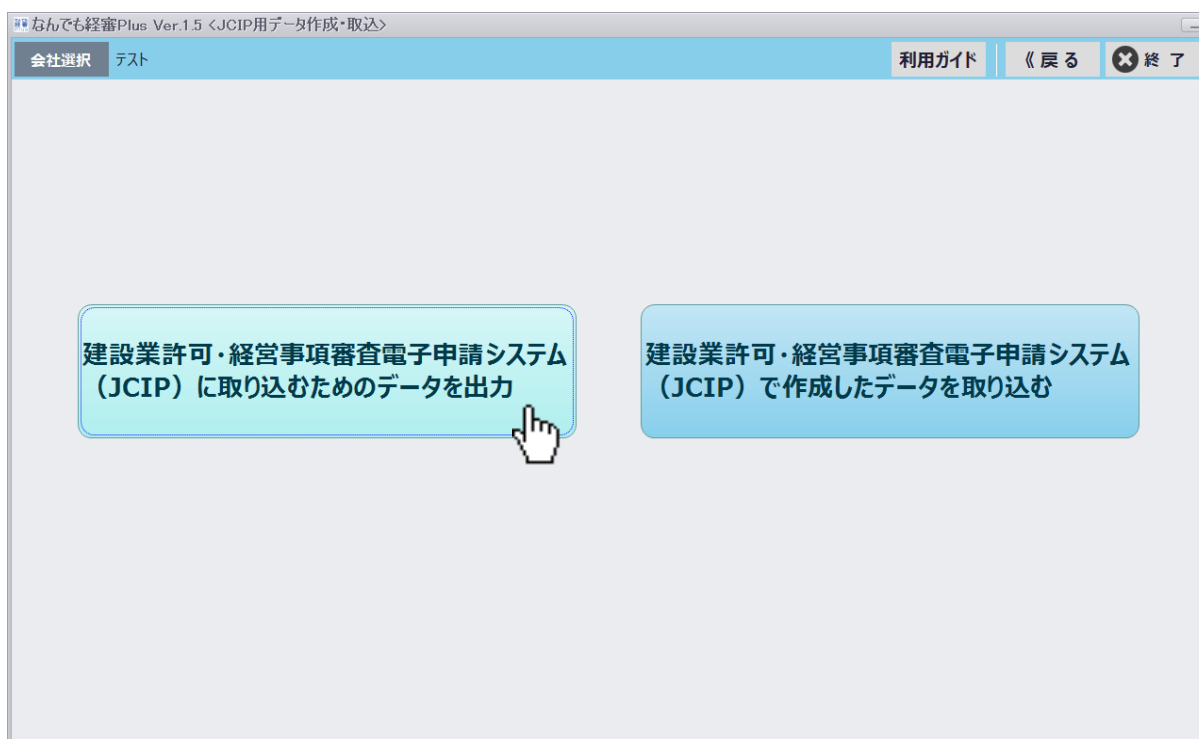 なんでも経審Plus Ver.1.5 <JCIP用データ作成・取込>
会社選択 テスト 利用ガイド 《戻る 終了
建設業許可・経営事項審査電子申請システム
（JCIP）に取り込むためのデータを出力
建設業許可・経営事項審査電子申請システム
（JCIP）で作成したデータを取り込む